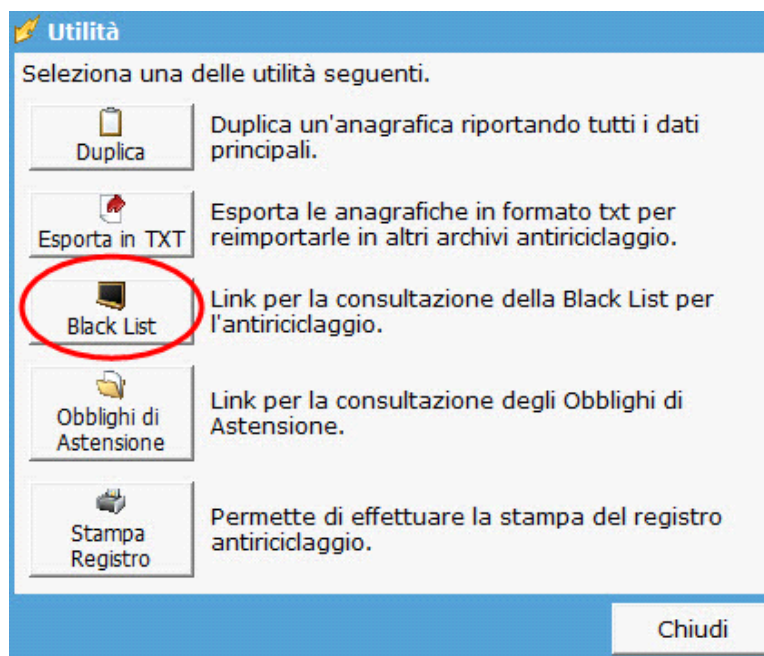 Utilità
Seleziona una delle utilità seguenti.
Duplica
Duplica un'anagrafica riportando tutti i dati
principali.
Esporta in TXT
Esporta le anagrafiche in formato txt per
reimportarle in altri archivi antiriciclaggio.
Black List
Link per la consultazione della Black List per
l'antiriciclaggio.
Obblighi di
Astensione
Link per la consultazione degli Obblighi di
Astensione.
Stampa
Registro
Permette di effettuare la stampa del registro
antiriciclaggio.
Chiudi